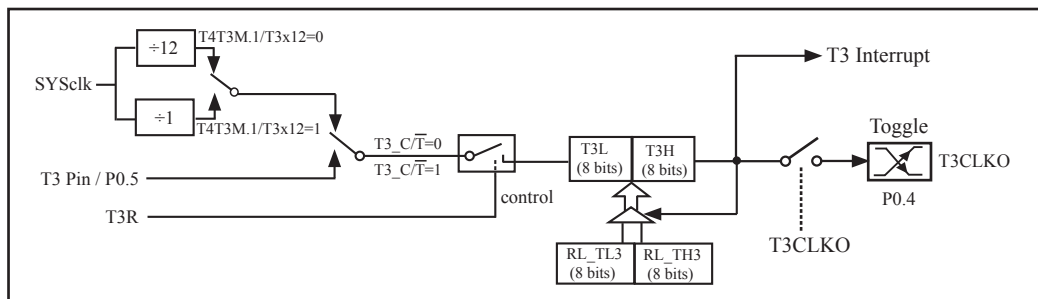 ÷12
T4T3M.1/T3x12=0
SYSclk
÷1
T4T3M.1/T3x12=1
T3 Pin / P0.5
T3_C/T̅=0
T3_C/T̅=1
T3R
control
T3L
(8 bits)
T3H
(8 bits)
RL_TL3
(8 bits)
RL_TH3
(8 bits)
T3 Interrupt
Toggle
T3CLKO
P0.4
T3CLKO